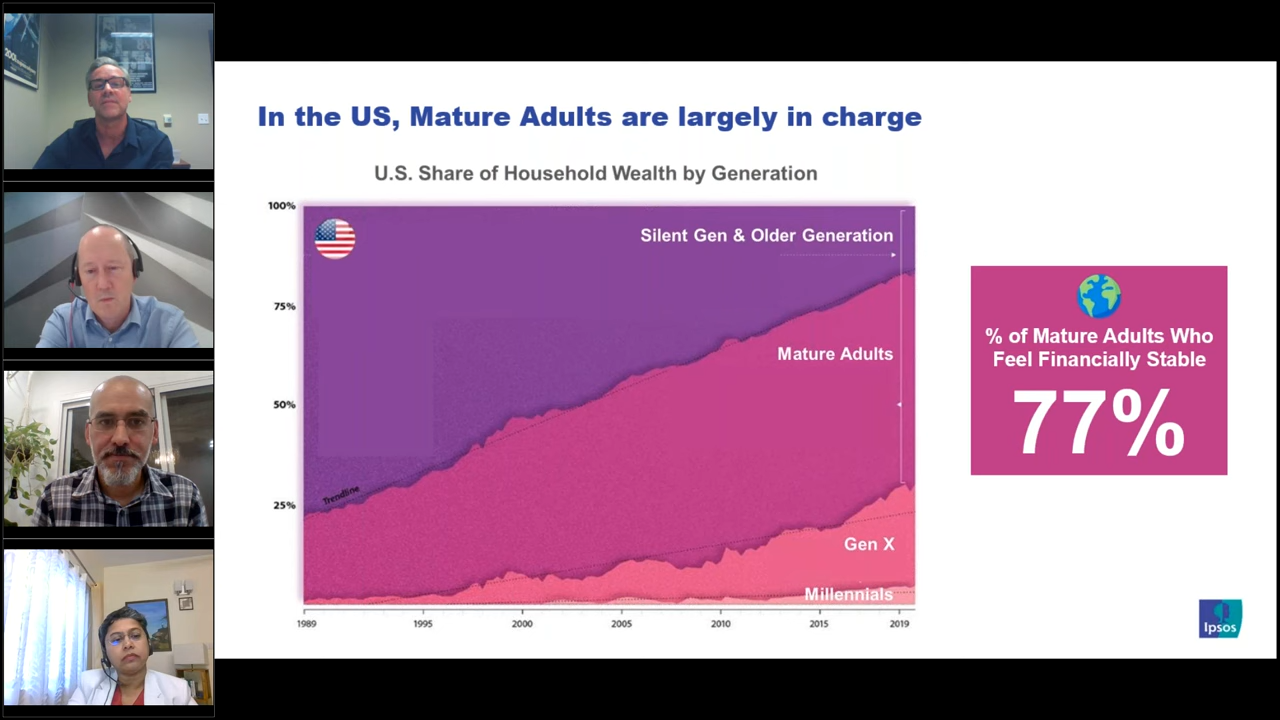 In the US, Mature Adults are largely in charge
U.S. Share of Household Wealth by Generation
100%
75%
50%
25%
Silent Gen & Older Generation
Mature Adults
Trendline
Gen X
Millennials
1989 1995 2000 2005 2010 2015 2019
% of Mature Adults Who
Feel Financially Stable
77%
Ipsos